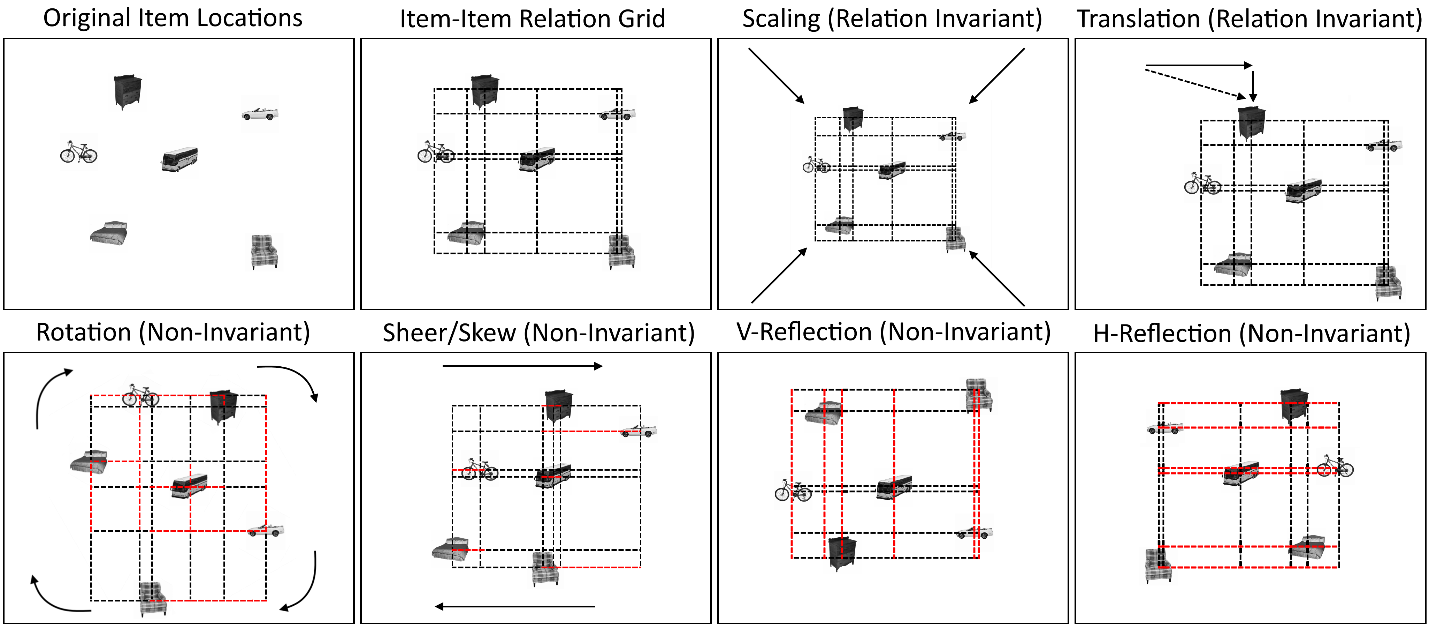 Original Item Locations
Item-Item Relation Grid
Scaling (Relation Invariant)
Translation (Relation Invariant)
Rotation (Non-Invariant)
Sheer/Skew (Non-Invariant)
V-Reflection (Non-Invariant)
H-Reflection (Non-Invariant)